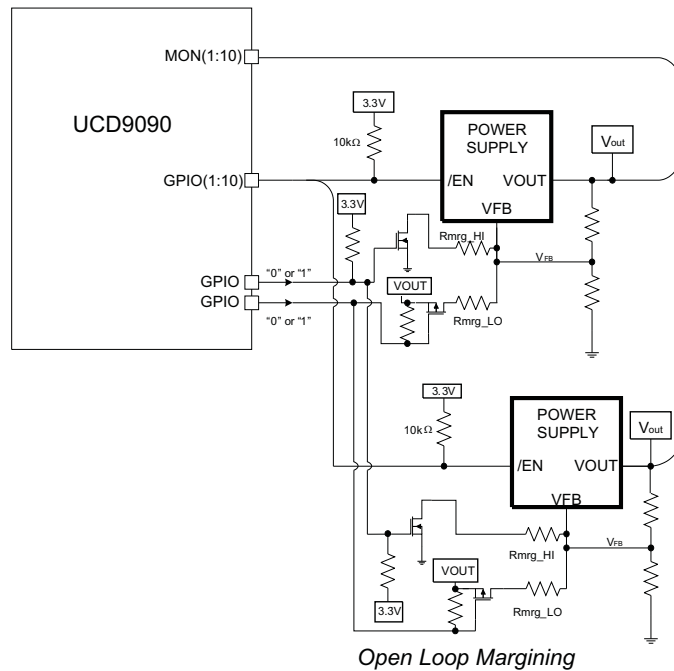 MON(1:10)
UCD9090
3.3V
10kΩ
POWER
SUPPLY
Vout
GPIO(1:10)
/EN
VOUT
VFB
3.3V
Rmrg_HI
VFB
GPIO
"0" or "1"
VOUT
GPIO
"0" or "1"
Rmrg_LO
3.3V
10kΩ
POWER
SUPPLY
Vout
/EN
VOUT
VFB
Rmrg_HI
VFB
VOUT
3.3V
Rmrg_LO
Open Loop Margining